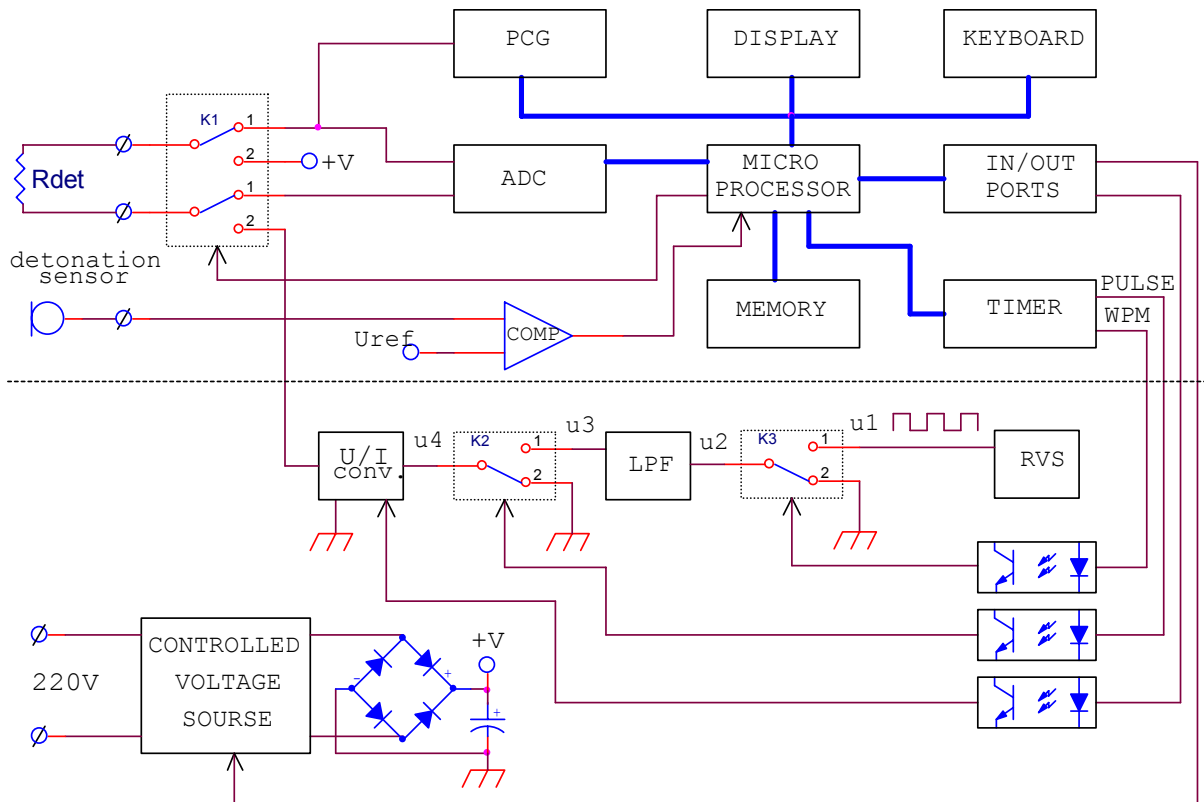 PCG
DISPLAY
KEYBOARD
K1
1
2
+V
1
2
Rdet
ADC
MICRO
PROCESSOR
IN/OUT
PORTS
detonation
sensor
Uref
COMP
MEMORY
TIMER
PULSE
WPM
U/I
conv.
u4
K2
1
2
u3
LPF
u2
K3
1
2
u1
RVS
220V
CONTROLLED
VOLTAGE
SOURSE
-
+
+V
+